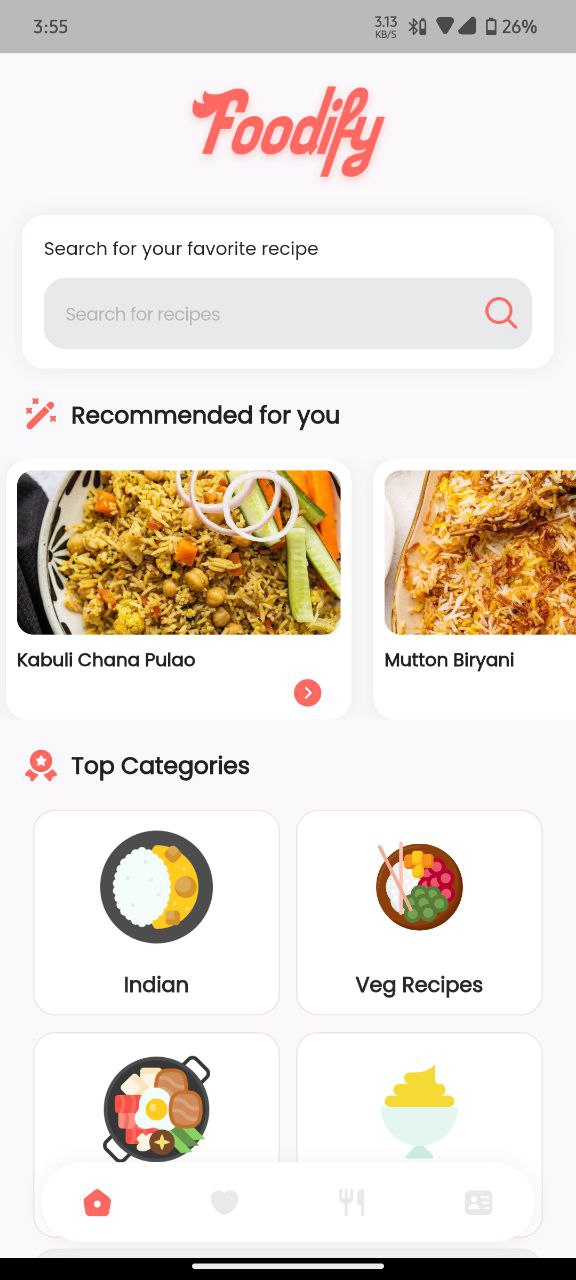 3:55
3.13
KB/S
26%
Foodify
Search for your favorite recipe
Search for recipes
Recommended for you
Kabuli Chana Pulao
Mutton Biryani
Top Categories
Indian
Veg Recipes